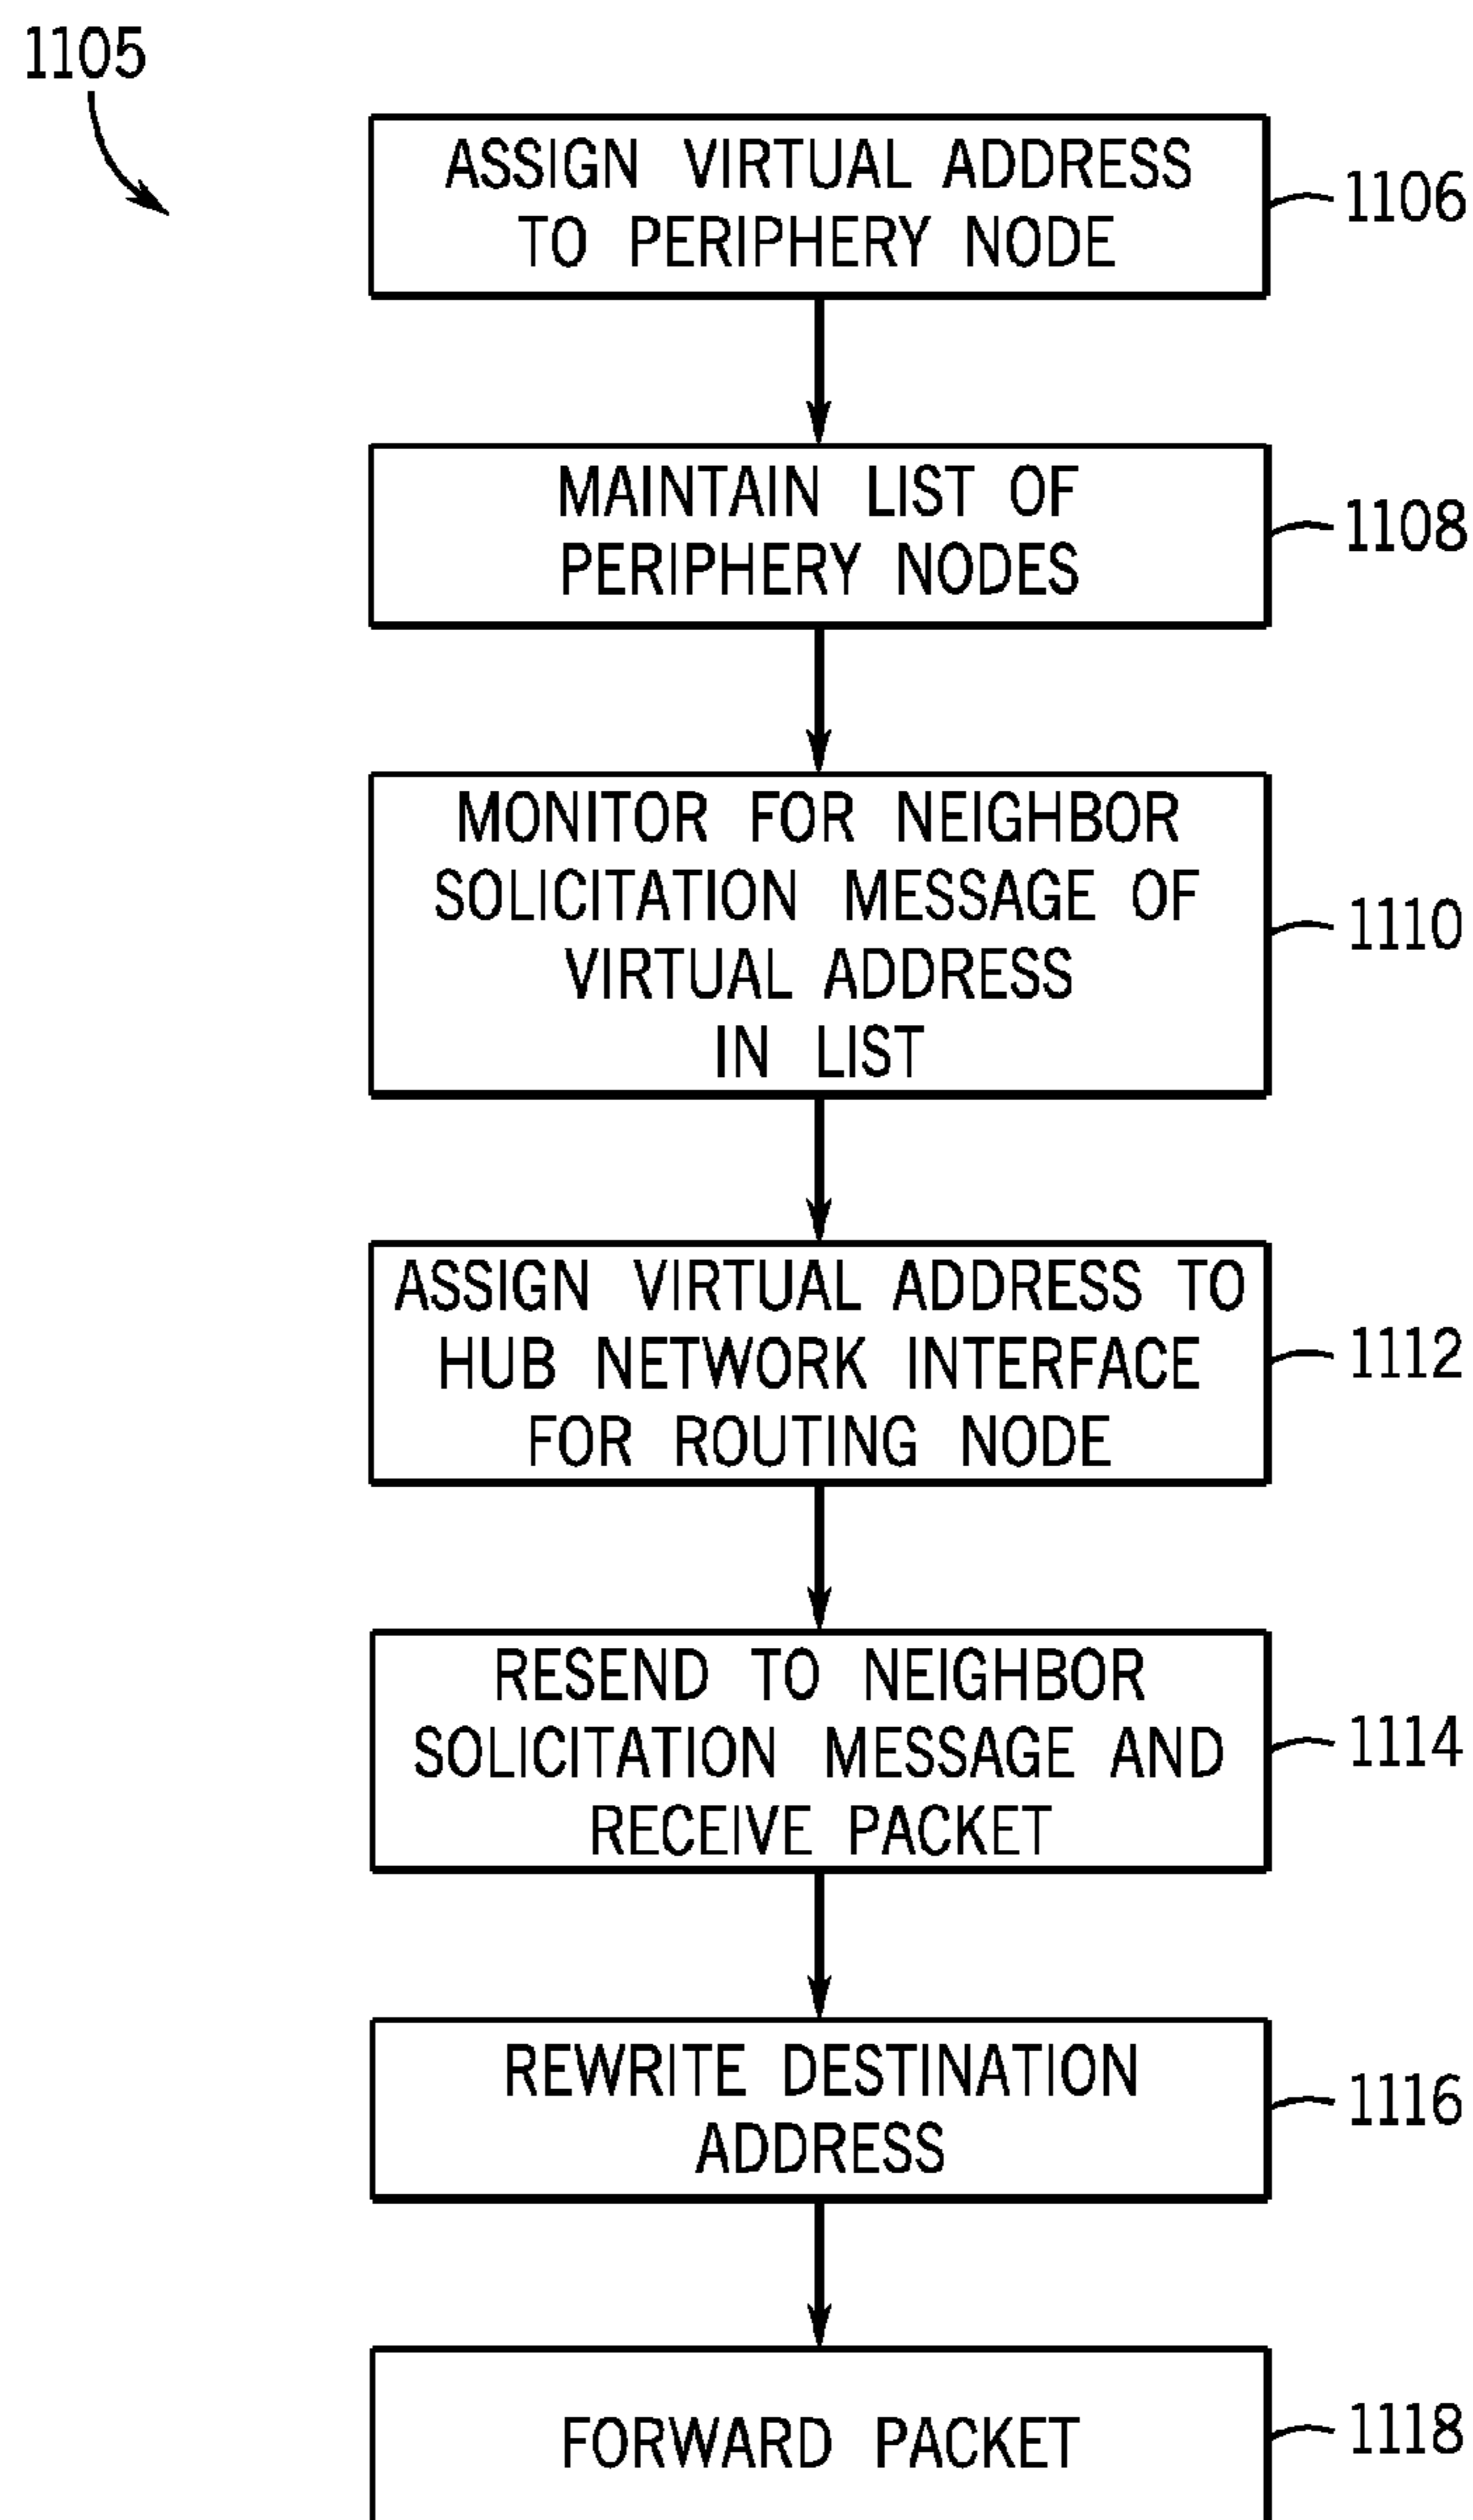 1105
ASSIGN VIRTUAL ADDRESS
TO PERIPHERY NODE
1106
MAINTAIN LIST OF
PERIPHERY NODES
1108
MONITOR FOR NEIGHBOR
SOLICITATION MESSAGE OF
VIRTUAL ADDRESS
IN LIST
1110
ASSIGN VIRTUAL ADDRESS TO
HUB NETWORK INTERFACE
FOR ROUTING NODE
1112
RESEND TO NEIGHBOR
SOLICITATION MESSAGE AND
RECEIVE PACKET
1114
REWRITE DESTINATION
ADDRESS
1116
FORWARD PACKET
1118